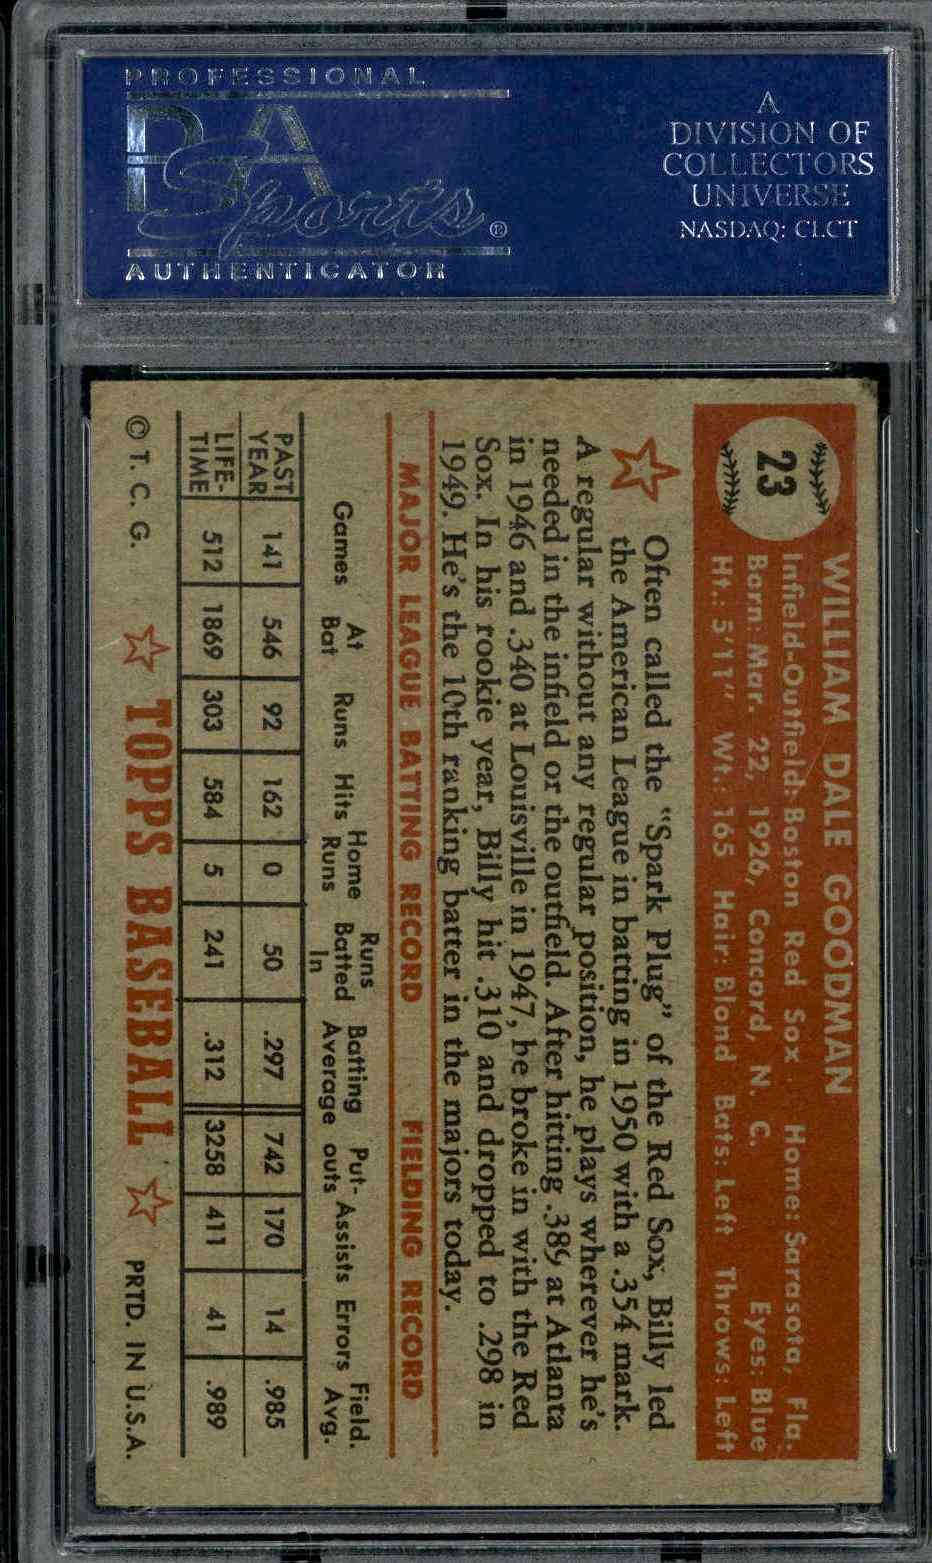 PROFESSIONAL
PSA
Sports®
AUTHENTICATOR
A
DIVISION OF
COLLECTORS
UNIVERSE
NASDAQ: CLCT
23
WILLIAM DALE GOODMAN
Infield-Outfield: Boston Red Sox Home: Sarasota, Fla.
Born: Mar. 22, 1926, Concord, N. C. Eyes: Blue
Ht.: 5'11" Wt.: 165 Hair: Blond Bats: Left Throws: Left
Often called the "Spark Plug" of the Red Sox, Billy led
the American League in batting in 1950 with a .354 mark.
A regular without any regular position, he plays wherever he's
needed in the infield or the outfield. After hitting .389 at Atlanta
in 1946 and .340 at Louisville in 1947, he broke in with the Red
Sox. In his rookie year, Billy hit .310 and dropped to .298 in
1949. He's the 10th ranking batter in the majors today.
MAJOR LEAGUE BATTING RECORD FIELDING RECORD
Games At Bat Runs Hits Home Runs Runs Batted In Batting Average Put-outs Assists Errors Field. Avg.
PAST YEAR 141 546 92 162 0 50 .297 742 170 14 .985
LIFE-TIME 512 1869 303 584 5 241 .312 3258 411 41 .989
© T. C. G. TOPPS BASEBALL PRTD. IN U.S.A.